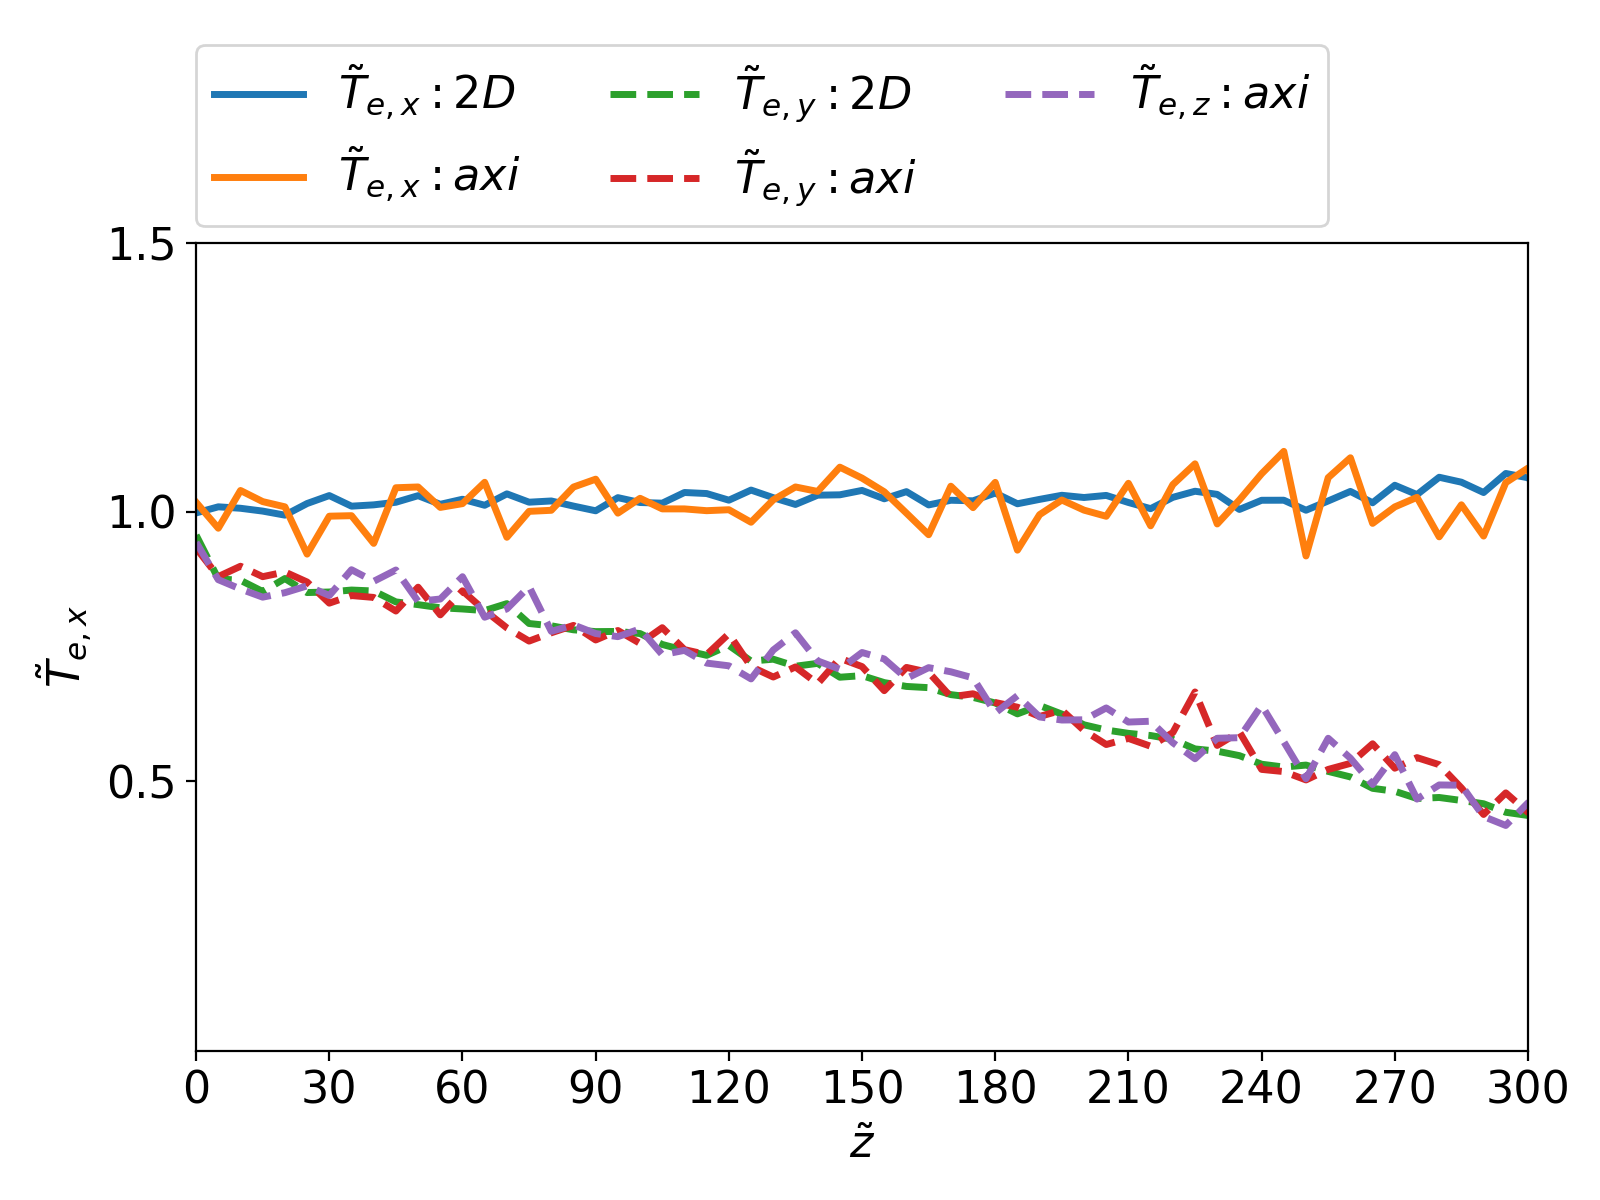 T̃e,x : 2D T̃e,y : 2D T̃e,z : axi
T̃e,x : axi T̃e,y : axi
1.5
1.0
0.5
T̃e,x
0 30 60 90 120 150 180 210 240 270 300
z̃